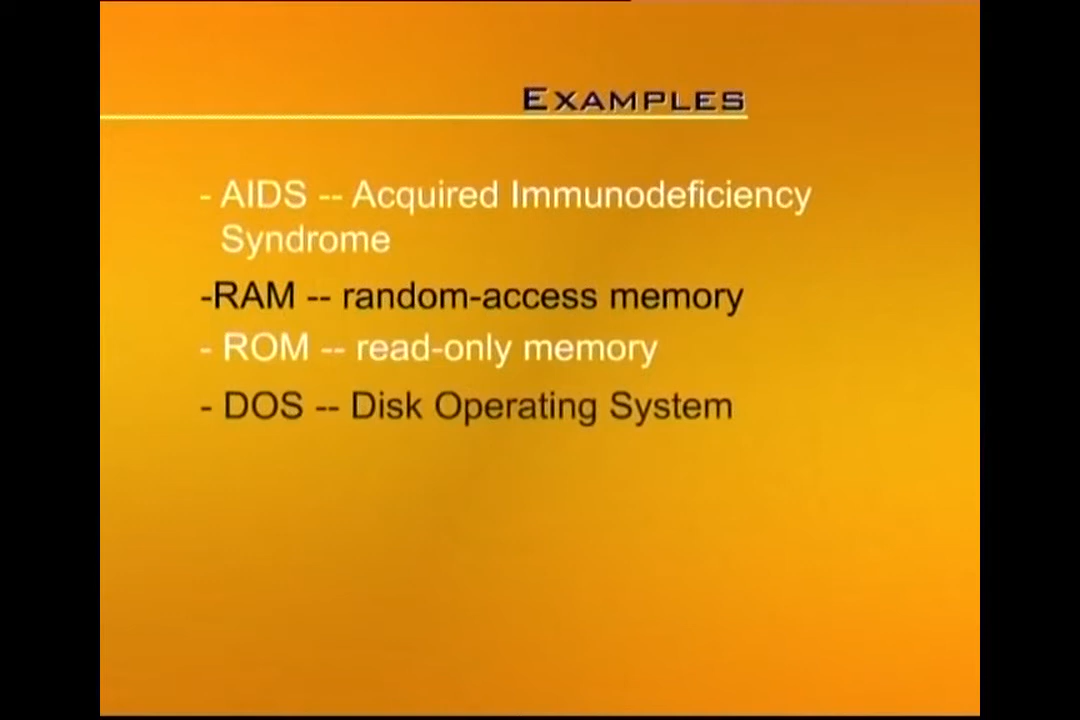 EXAMPLES
- AIDS -- Acquired Immunodeficiency
Syndrome
-RAM -- random-access memory
- ROM -- read-only memory
- DOS -- Disk Operating System